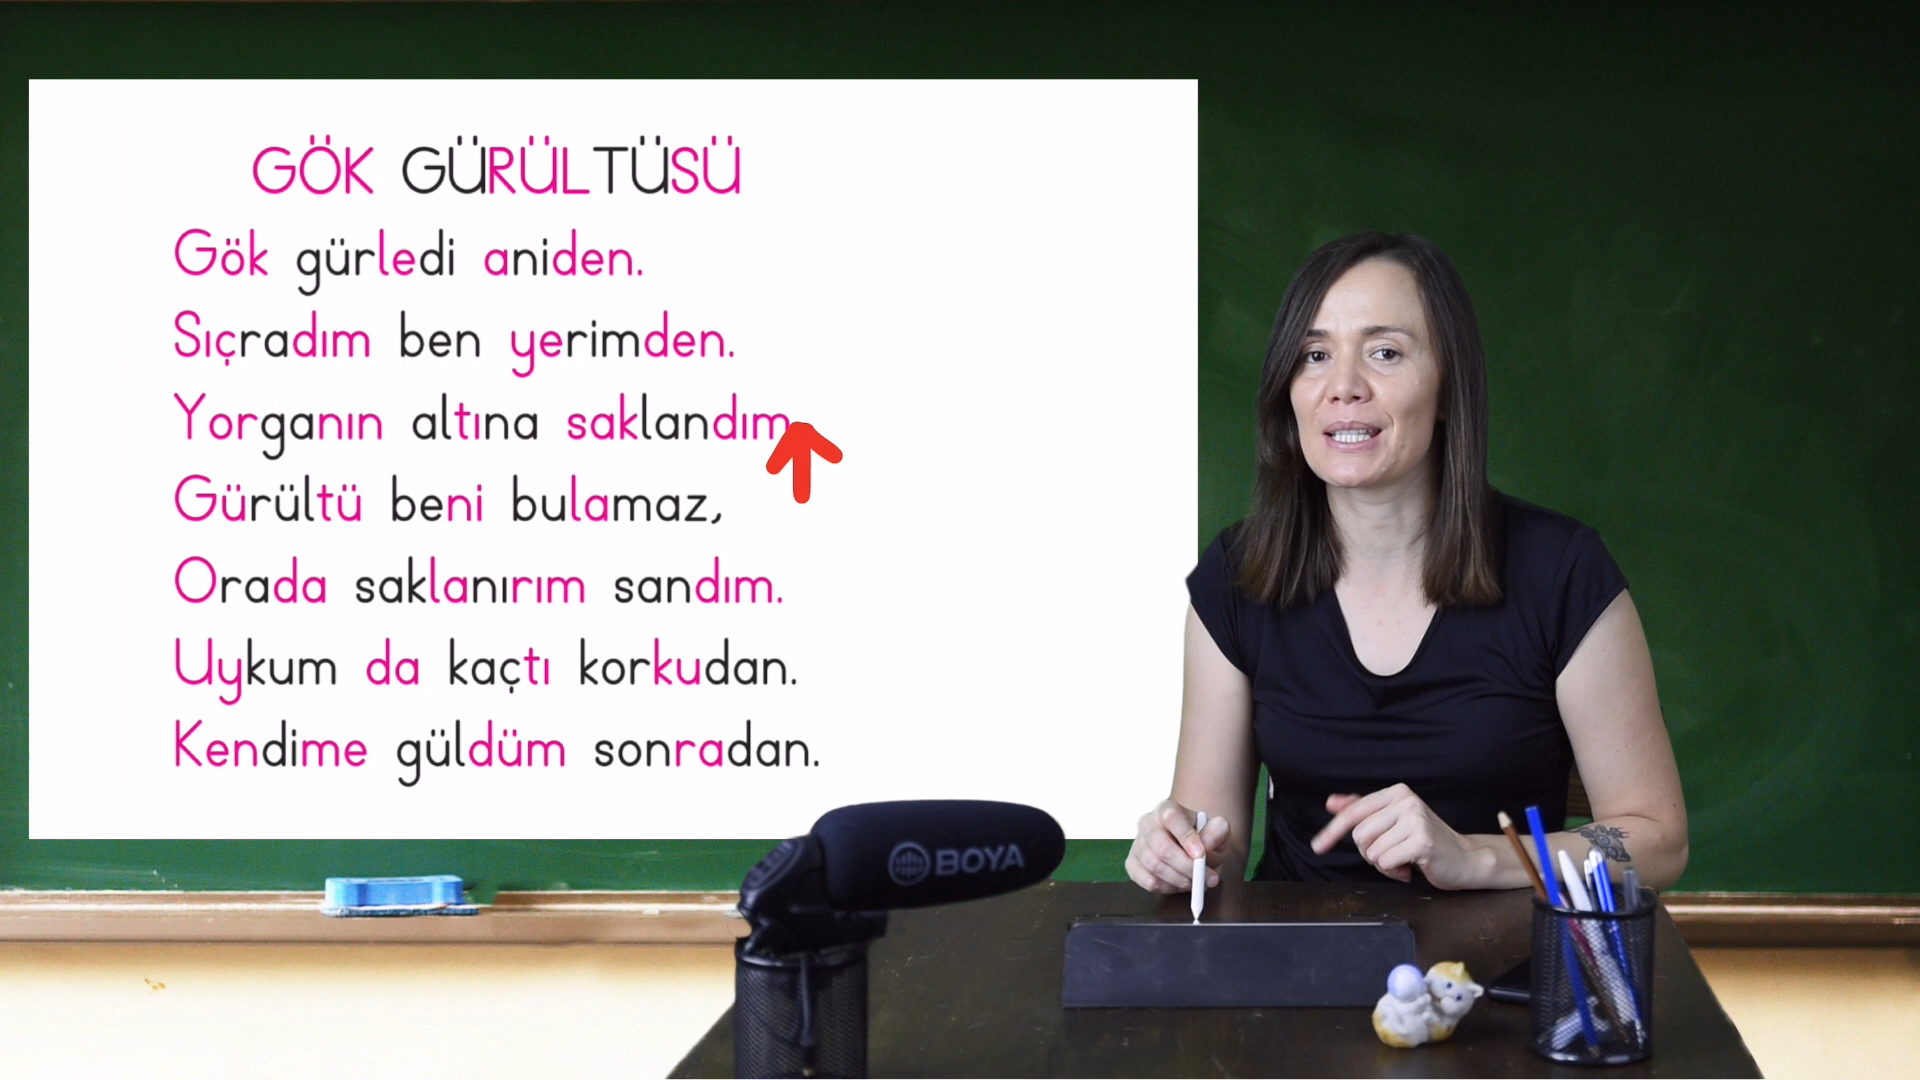 GÖK GÜRÜLTÜSÜ
Gök gürledi aniden.
Sıçradım ben yerimden.
Yorganın altına saklandım
Gürültü beni bulamaz,
Orada saklanırım sandım.
Uykum da kaçtı korkudan.
Kendime güldüm sonradan.
BOYA